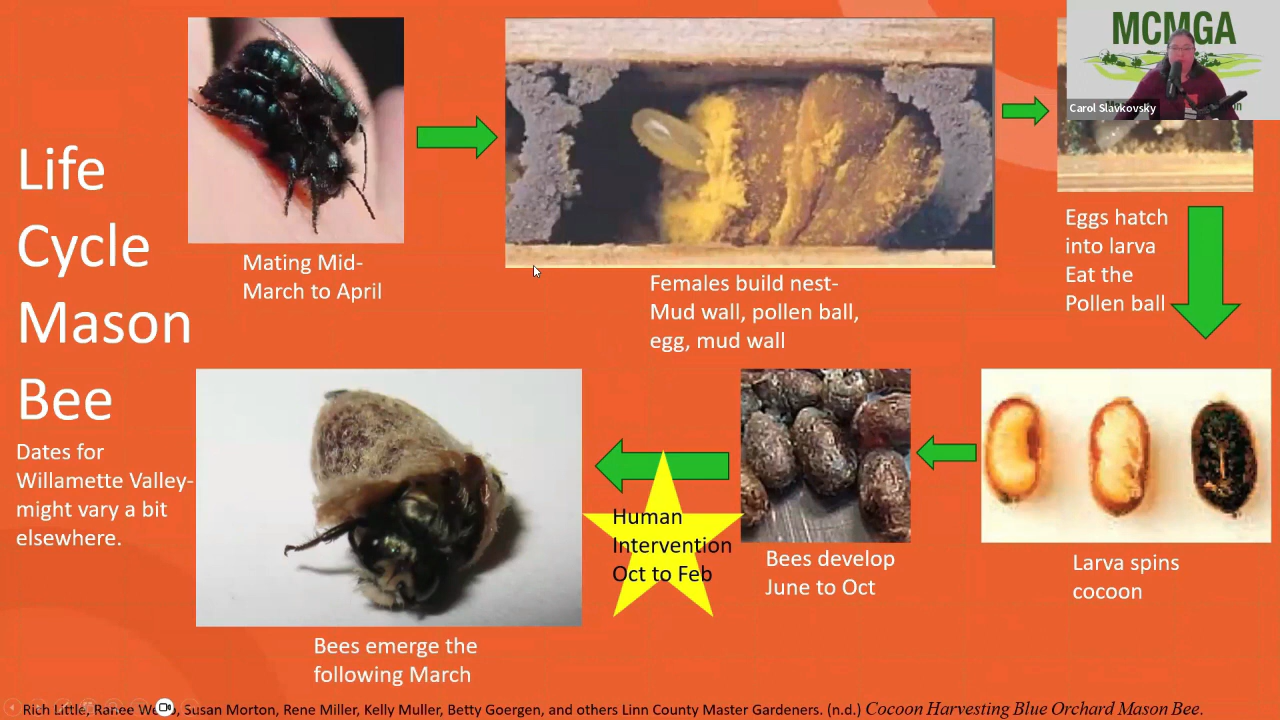 Life
Cycle
Mason
Bee
Dates for
Willamette Valley-
might vary a bit
elsewhere.
Mating Mid-
March to April
Females build nest-
Mud wall, pollen ball,
egg, mud wall
MCMGA
Carol Slavkovsky
Eggs hatch
into larva
Eat the
Pollen ball
Larva spins
cocoon
Bees develop
June to Oct
Human
Intervention
Oct to Feb
Bees emerge the
following March
Rich Little, Ranee Susan Morton, Rene Miller, Kelly Muller, Betty Goergen, and others Linn County Master Gardeners. (n.d.) Cocoon Harvesting Blue Orchard Mason Bee.